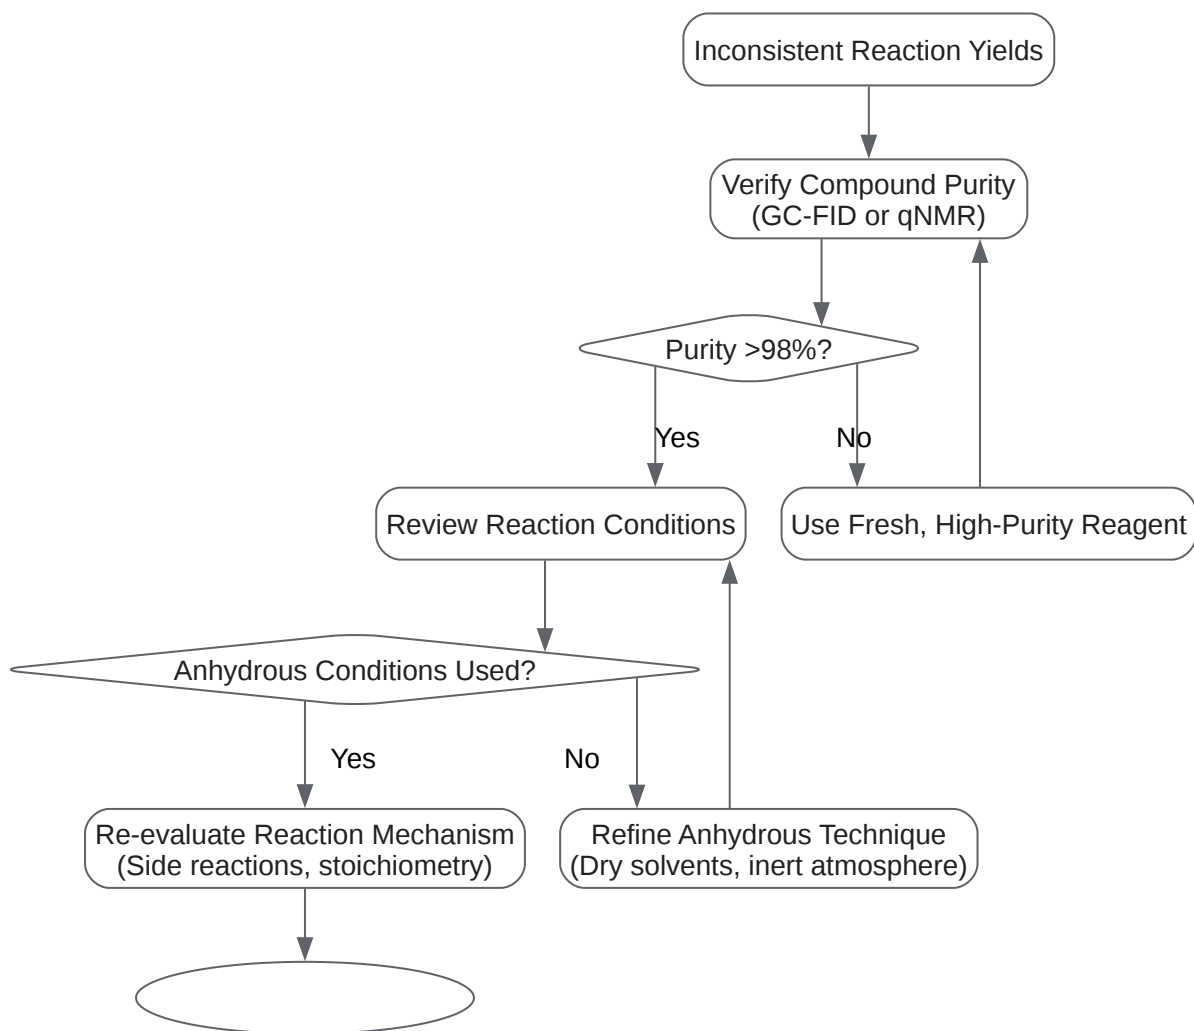 Inconsistent Reaction Yields
Verify Compound Purity
(GC-FID or qNMR)
Purity >98%?
Yes
No
Review Reaction Conditions
Use Fresh, High-Purity Reagent
Anhydrous Conditions Used?
Yes
No
Re-evaluate Reaction Mechanism
(Side reactions, stoichiometry)
Refine Anhydrous Technique
(Dry solvents, inert atmosphere)